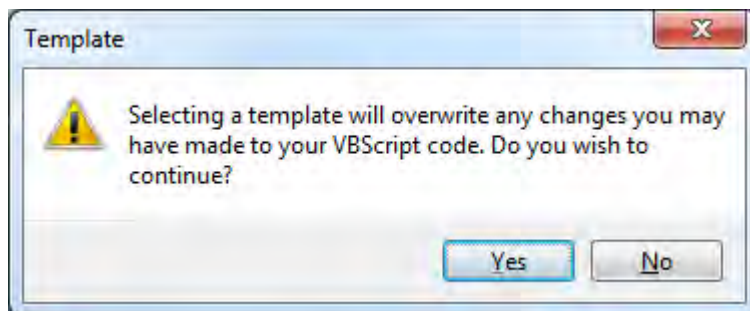 Template
Selecting a template will overwrite any changes you may
have made to your VBScript code. Do you wish to
continue?
Yes
No